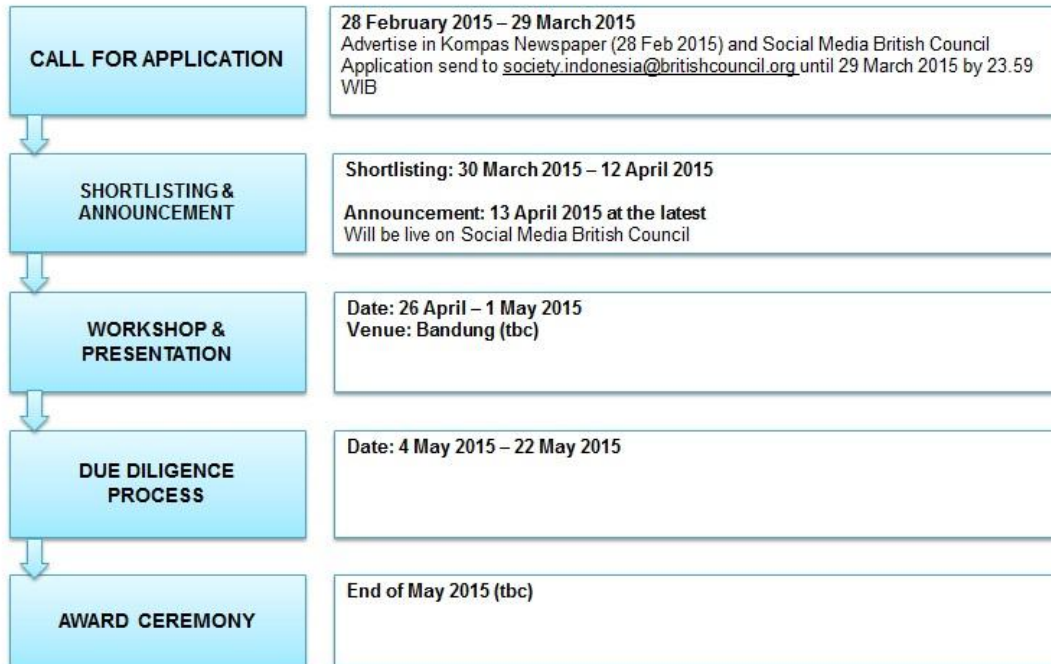 CALL FOR APPLICATION
28 February 2015 – 29 March 2015
Advertise in Kompas Newspaper (28 Feb 2015) and Social Media British Council
Application send to society.indonesia@britishcouncil.org until 29 March 2015 by 23.59
WIB
SHORTLISTING &
ANNOUNCEMENT
Shortlisting: 30 March 2015 – 12 April 2015
Announcement: 13 April 2015 at the latest
Will be live on Social Media British Council
WORKSHOP &
PRESENTATION
Date: 26 April – 1 May 2015
Venue: Bandung (tbc)
DUE DILIGENCE
PROCESS
Date: 4 May 2015 – 22 May 2015
AWARD CEREMONY
End of May 2015 (tbc)